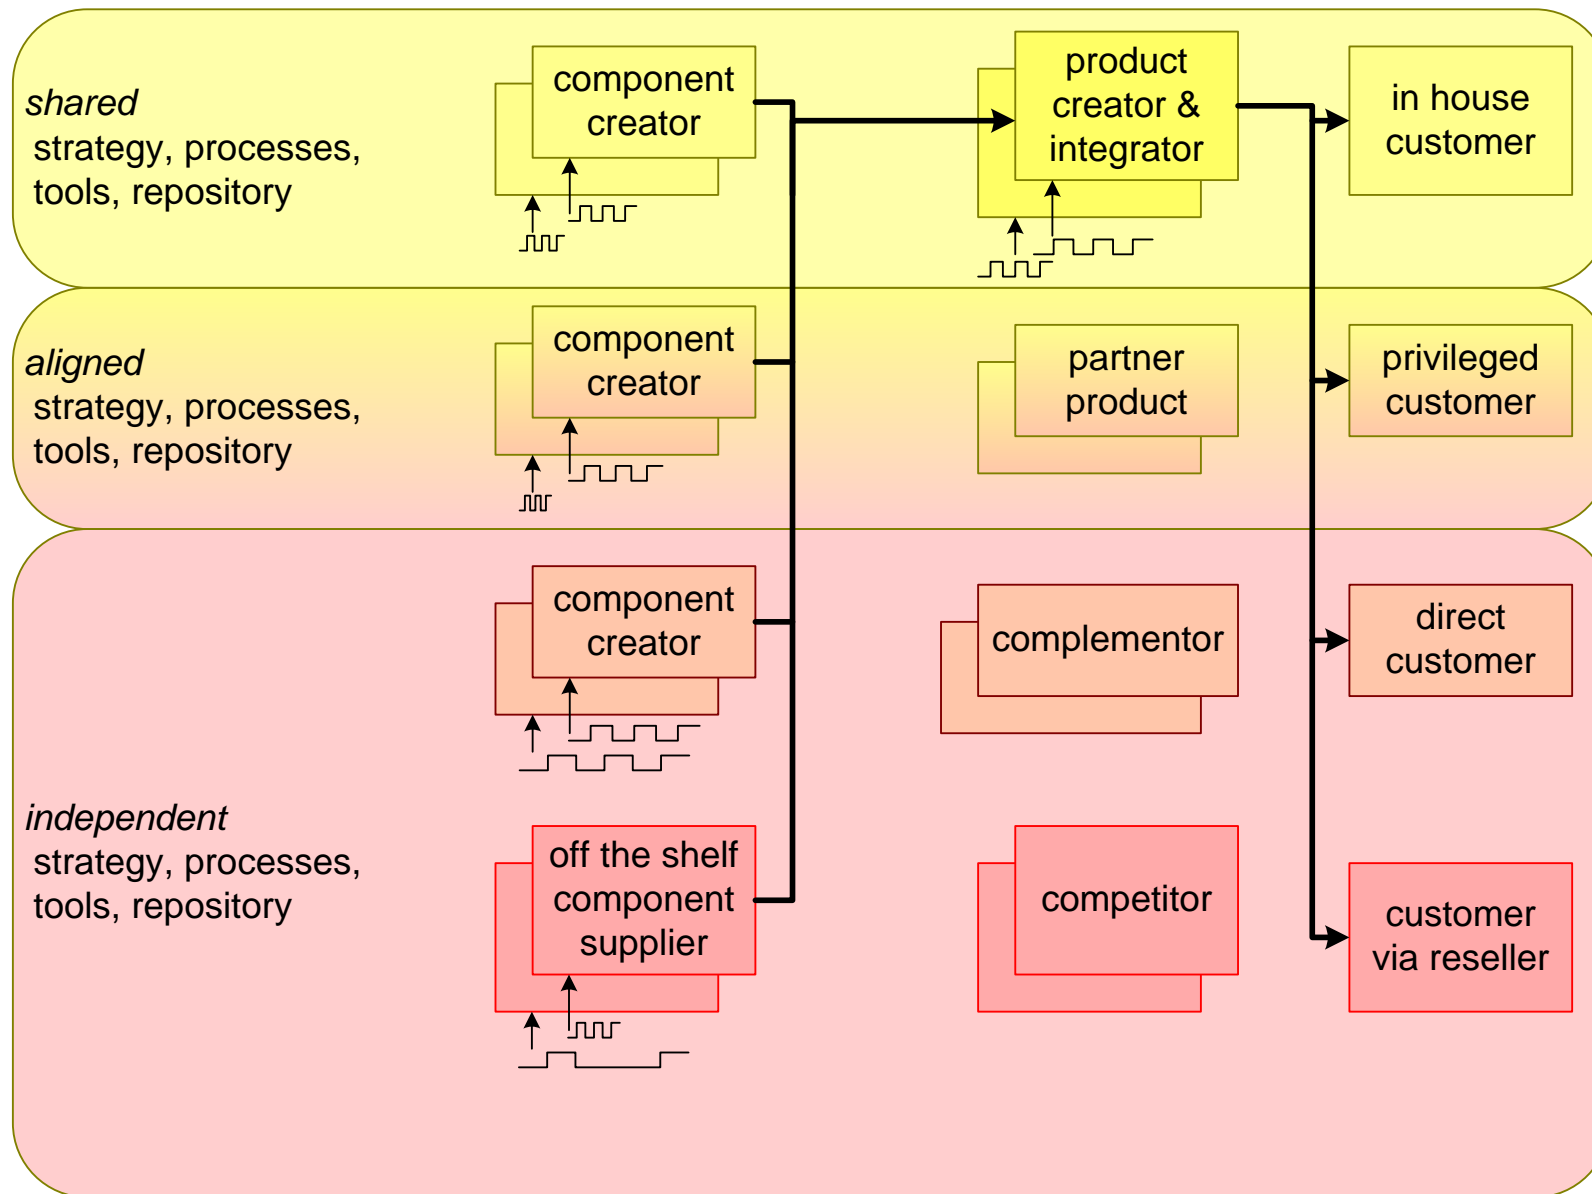 shared
strategy, processes,
tools, repository
component
creator
product
creator &
integrator
in house
customer
aligned
strategy, processes,
tools, repository
component
creator
partner
product
privileged
customer
independent
strategy, processes,
tools, repository
component
creator
complementor
direct
customer
off the shelf
component
supplier
competitor
customer
via reseller